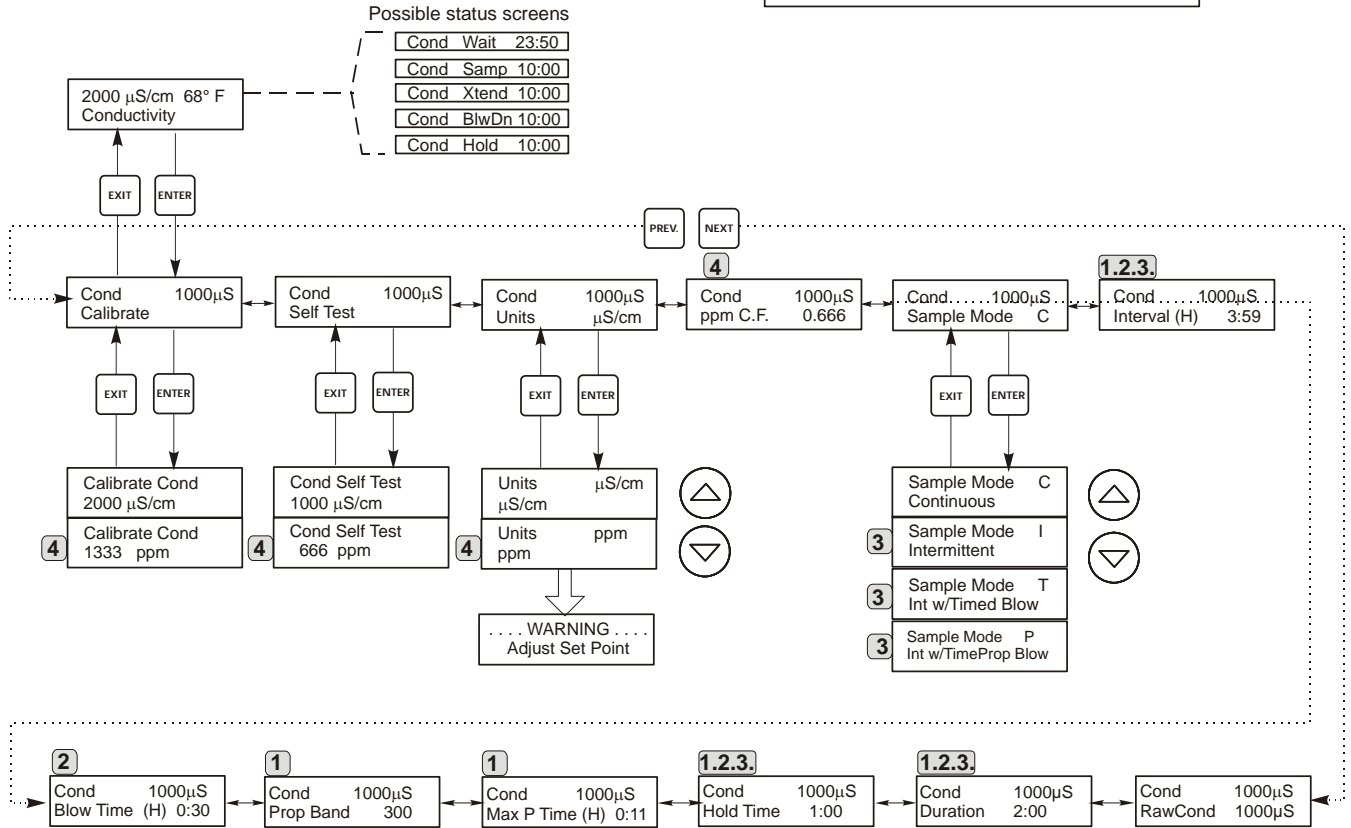 Possible status screens
Cond Wait 23:50
Cond Samp 10:00
Cond Xtend 10:00
Cond BlwDn 10:00
Cond Hold 10:00
2000 µS/cm 68° F
Conductivity
EXIT
ENTER
PREV.
NEXT
4
1.2.3.
Cond 1000µS
Calibrate
Cond 1000µS
Self Test
Cond 1000µS
Units µS/cm
Cond 1000µS
ppm C.F. 0.666
Cond 1000µS
Sample Mode C
Cond 1000µS
Interval (H) 3:59
EXIT
ENTER
EXIT
ENTER
EXIT
ENTER
EXIT
ENTER
Calibrate Cond
2000 µS/cm
4
Calibrate Cond
1333 ppm
Cond Self Test
1000 µS/cm
4
Cond Self Test
666 ppm
Units µS/cm
µS/cm
4
Units ppm
ppm
. . . . WARNING . . . .
Adjust Set Point
Sample Mode C
Continuous
3
Sample Mode I
Intermittent
3
Sample Mode T
Int w/Timed Blow
3
Sample Mode P
Int w/TimeProp Blow
2
Cond 1000µS
Blow Time (H) 0:30
1
Cond 1000µS
Prop Band 300
1
Cond 1000µS
Max P Time (H) 0:11
1.2.3.
Cond 1000µS
Hold Time 1:00
1.2.3.
Cond 1000µS
Duration 2:00
Cond 1000µS
RawCond 1000µS